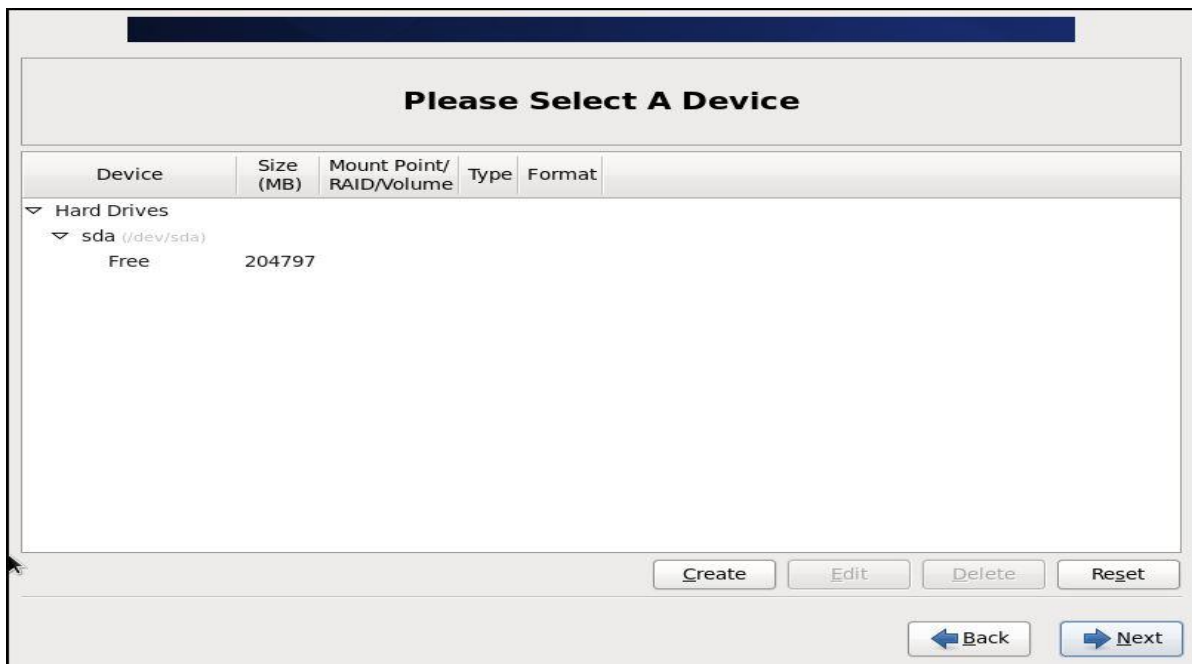 Please Select A Device
Device Size (MB) Mount Point/ RAID/Volume Type Format
Hard Drives
sda (/dev/sda)
Free 204797
Create Edit Delete Reset
Back Next